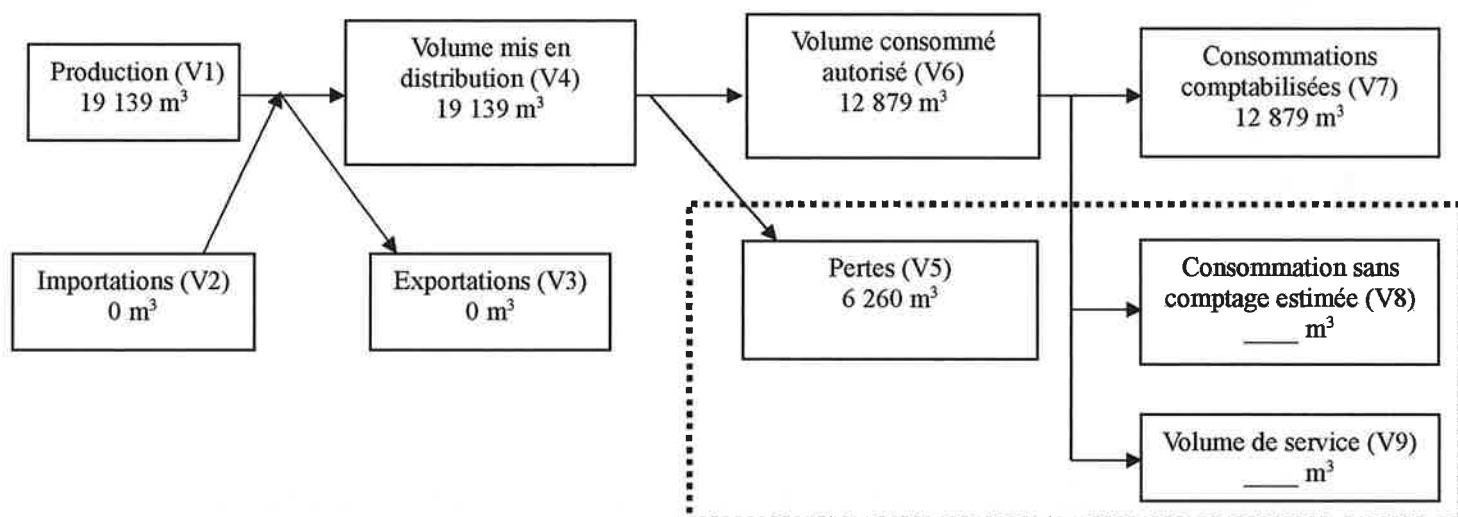 Production (V1)
19 139 m³
Volume mis en
distribution (V4)
19 139 m³
Volume consommé
autorisé (V6)
12 879 m³
Consommations
comptabilisées (V7)
12 879 m³
Importations (V2)
0 m³
Exportations (V3)
0 m³
Pertes (V5)
6 260 m³
Consommation sans
comptage estimée (V8)
____ m³
Volume de service (V9)
____ m³